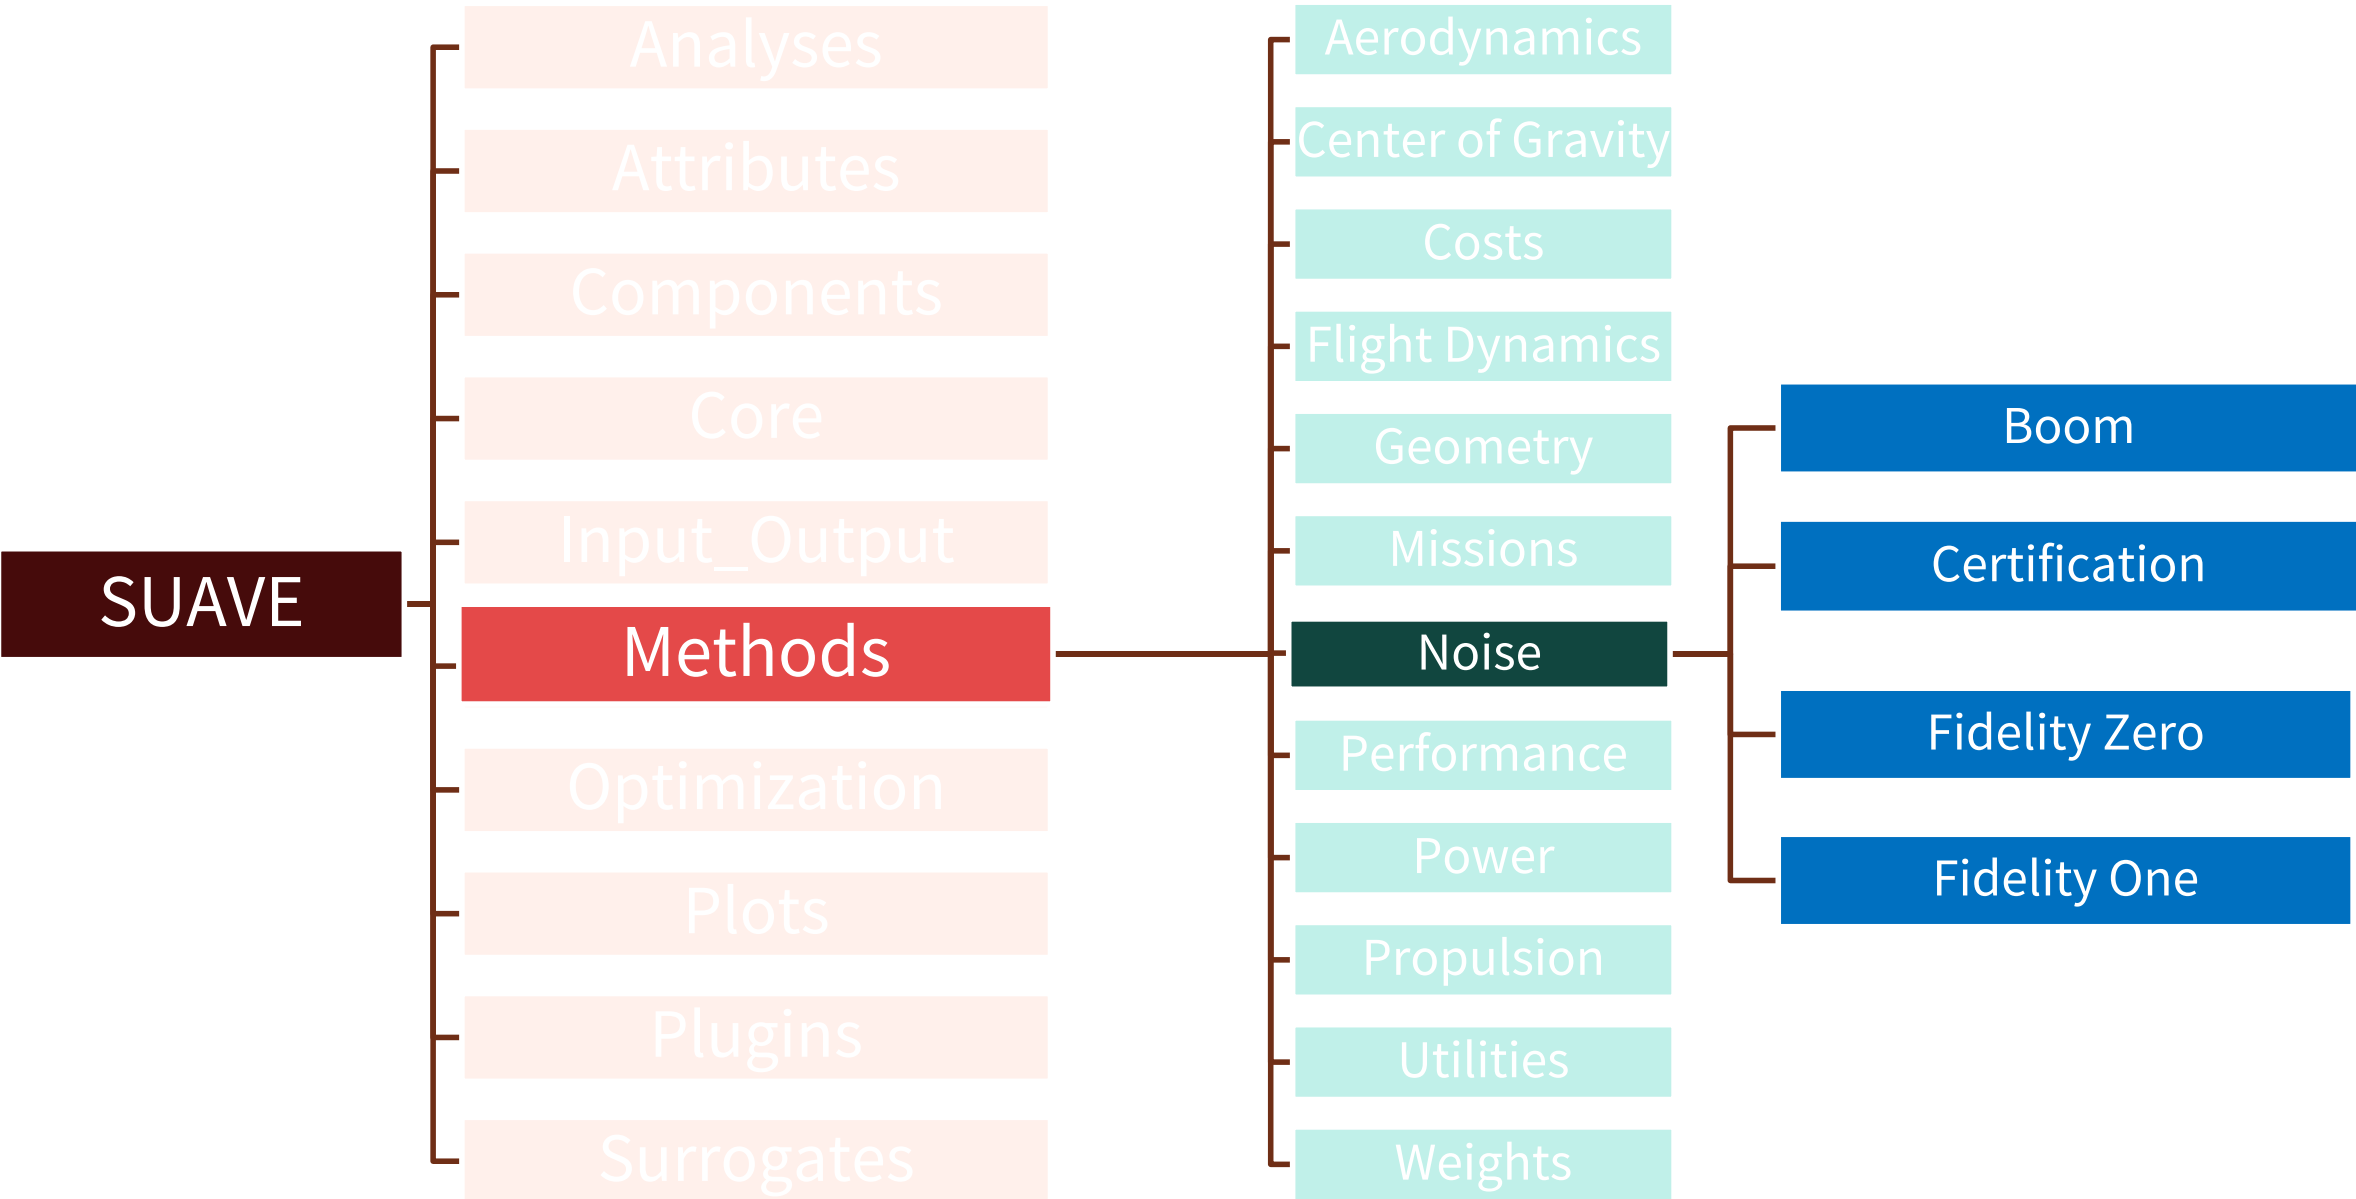 SUAVE
Analyses
Attributes
Components
Core
Input_Output
Methods
Optimization
Plots
Plugins
Surrogates
Aerodynamics
Center of Gravity
Costs
Flight Dynamics
Geometry
Missions
Noise
Performance
Power
Propulsion
Utilities
Weights
Boom
Certification
Fidelity Zero
Fidelity One